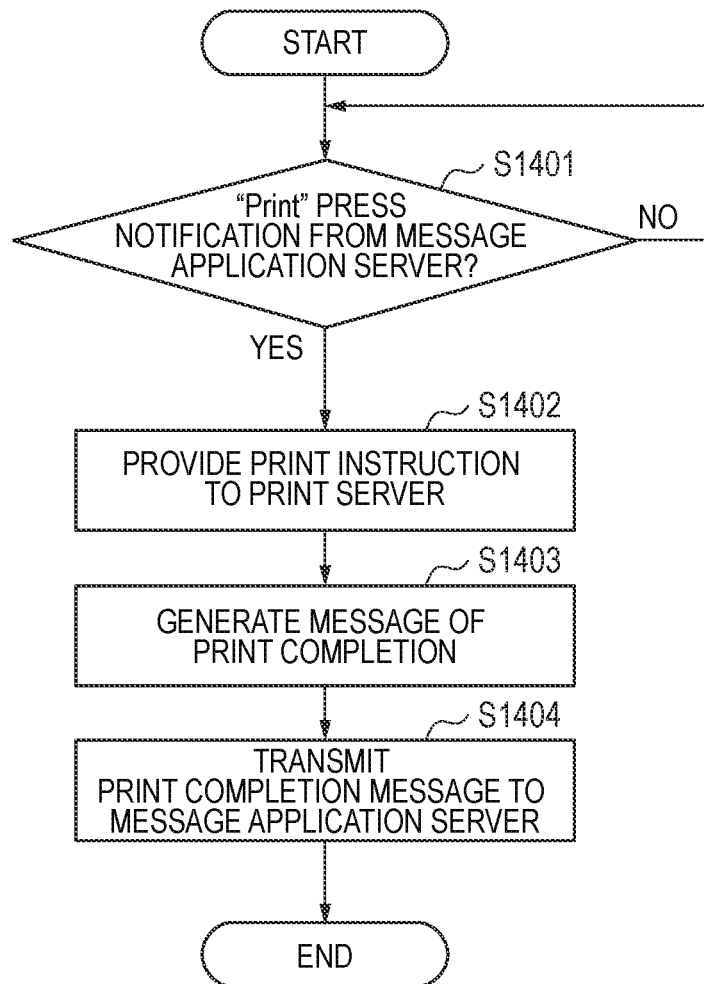 START
S1401
“Print” PRESS
NOTIFICATION FROM MESSAGE
APPLICATION SERVER?
NO
YES
S1402
PROVIDE PRINT INSTRUCTION
TO PRINT SERVER
S1403
GENERATE MESSAGE OF
PRINT COMPLETION
S1404
TRANSMIT
PRINT COMPLETION MESSAGE TO
MESSAGE APPLICATION SERVER
END